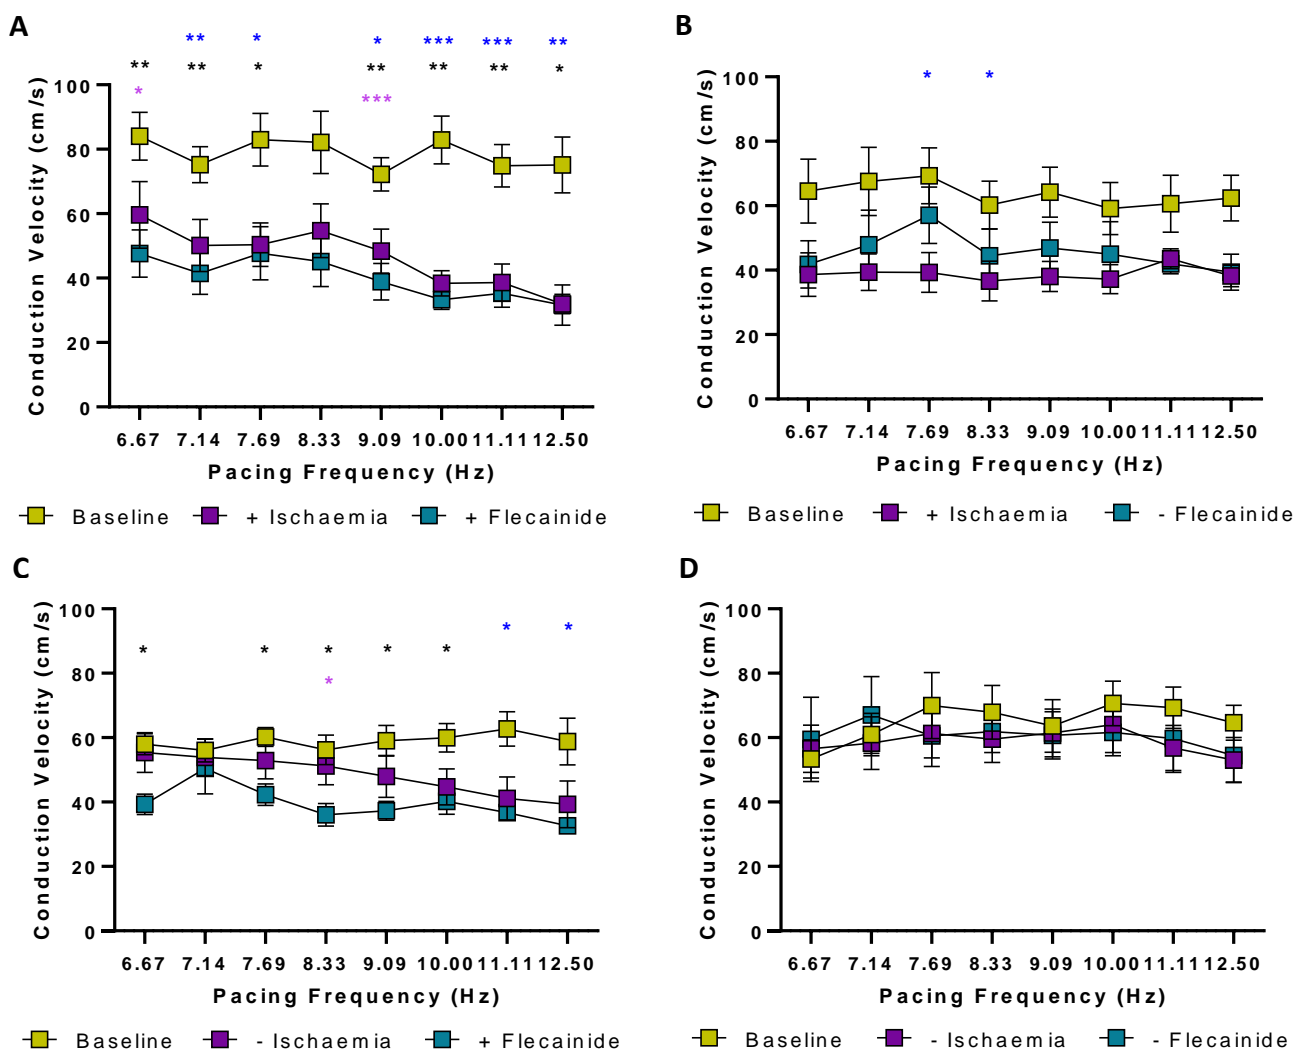 A
** * * *** *** **
** ** * ** ** ** *
* ***
Conduction Velocity (cm/s)
100
80
60
40
20
0
6.67 7.14 7.69 8.33 9.09 10.00 11.11 12.50
Pacing Frequency (Hz)
Baseline + Ischaemia + Flecainide
B
* *
Conduction Velocity (cm/s)
100
80
60
40
20
0
6.67 7.14 7.69 8.33 9.09 10.00 11.11 12.50
Pacing Frequency (Hz)
Baseline + Ischaemia - Flecainide
C
* *
* * * * *
*
Conduction Velocity (cm/s)
100
80
60
40
20
0
6.67 7.14 7.69 8.33 9.09 10.00 11.11 12.50
Pacing Frequency (Hz)
Baseline - Ischaemia + Flecainide
D
Conduction Velocity (cm/s)
100
80
60
40
20
0
6.67 7.14 7.69 8.33 9.09 10.00 11.11 12.50
Pacing Frequency (Hz)
Baseline - Ischaemia - Flecainide